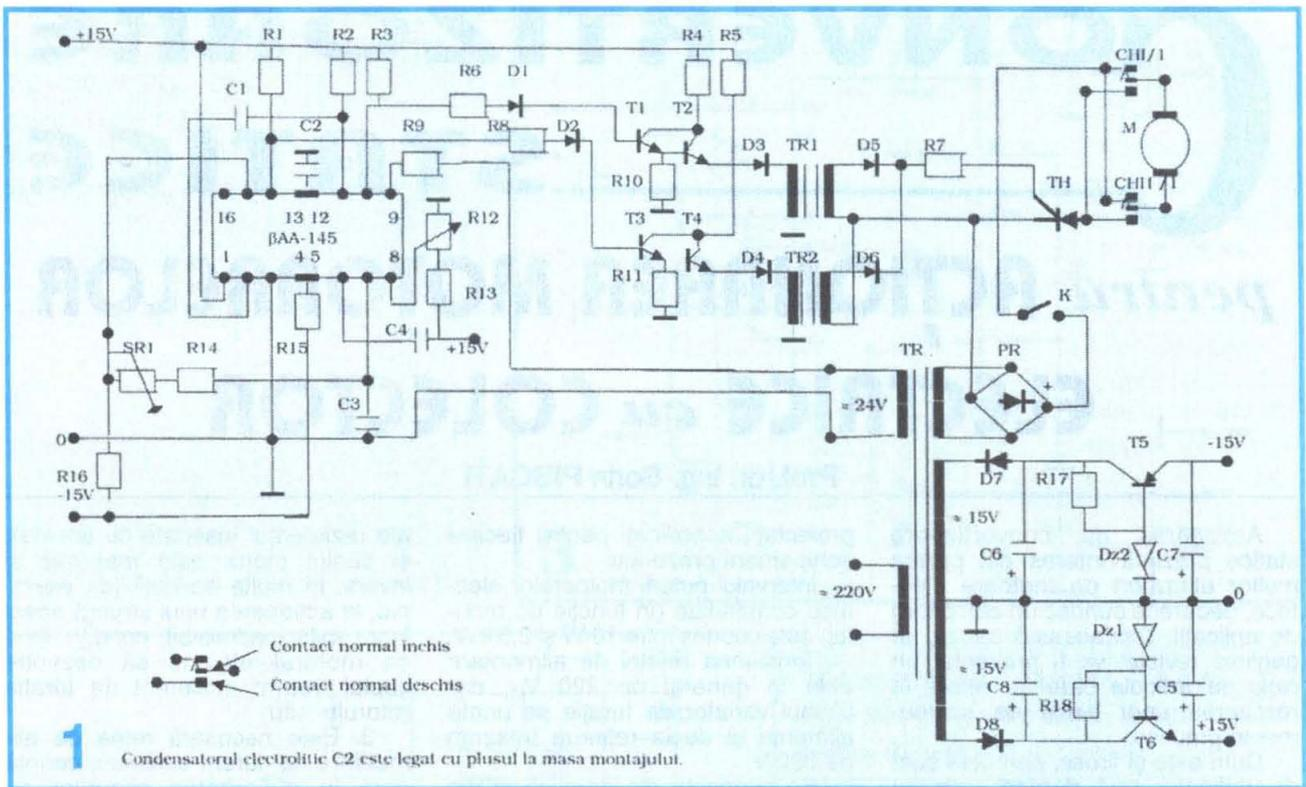 +15V
R1
R2 R3
R4 R5
CHI/1
C1
C2
R6
D1
R9
R8
D2
T1
T2
M
R10
D3
TR1
D5
R7
TH
16
13 12
9
βAA-145
1
4 5
8
R12
T3
T4
R11
D4
TR2
D6
K
C4
+15V
SR1
R14
R15
C3
TR
PR
24V
0
R16
-15V
T5
-15V
D7
R17
≈ 15V
C6
Dz2
C7
0
≈ 220V
≈ 15V
C8
+
R18
C5
+
D8
T6
+15V
Contact normal inchis
Contact normal deschis
1
Condensatorul electrolitic C2 este legat cu plusul la masa montajului.